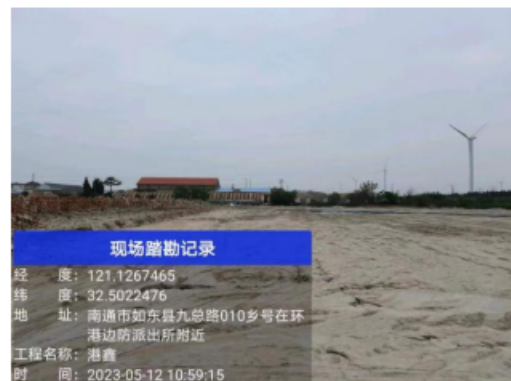 现场踏勘记录
经 度：121.1267465
纬 度：32.5022476
地 址：南通市如东县九总路010乡号在环
港边防派出所附近
工程名称：港鑫
时 间：2023-05-12 10:59:15